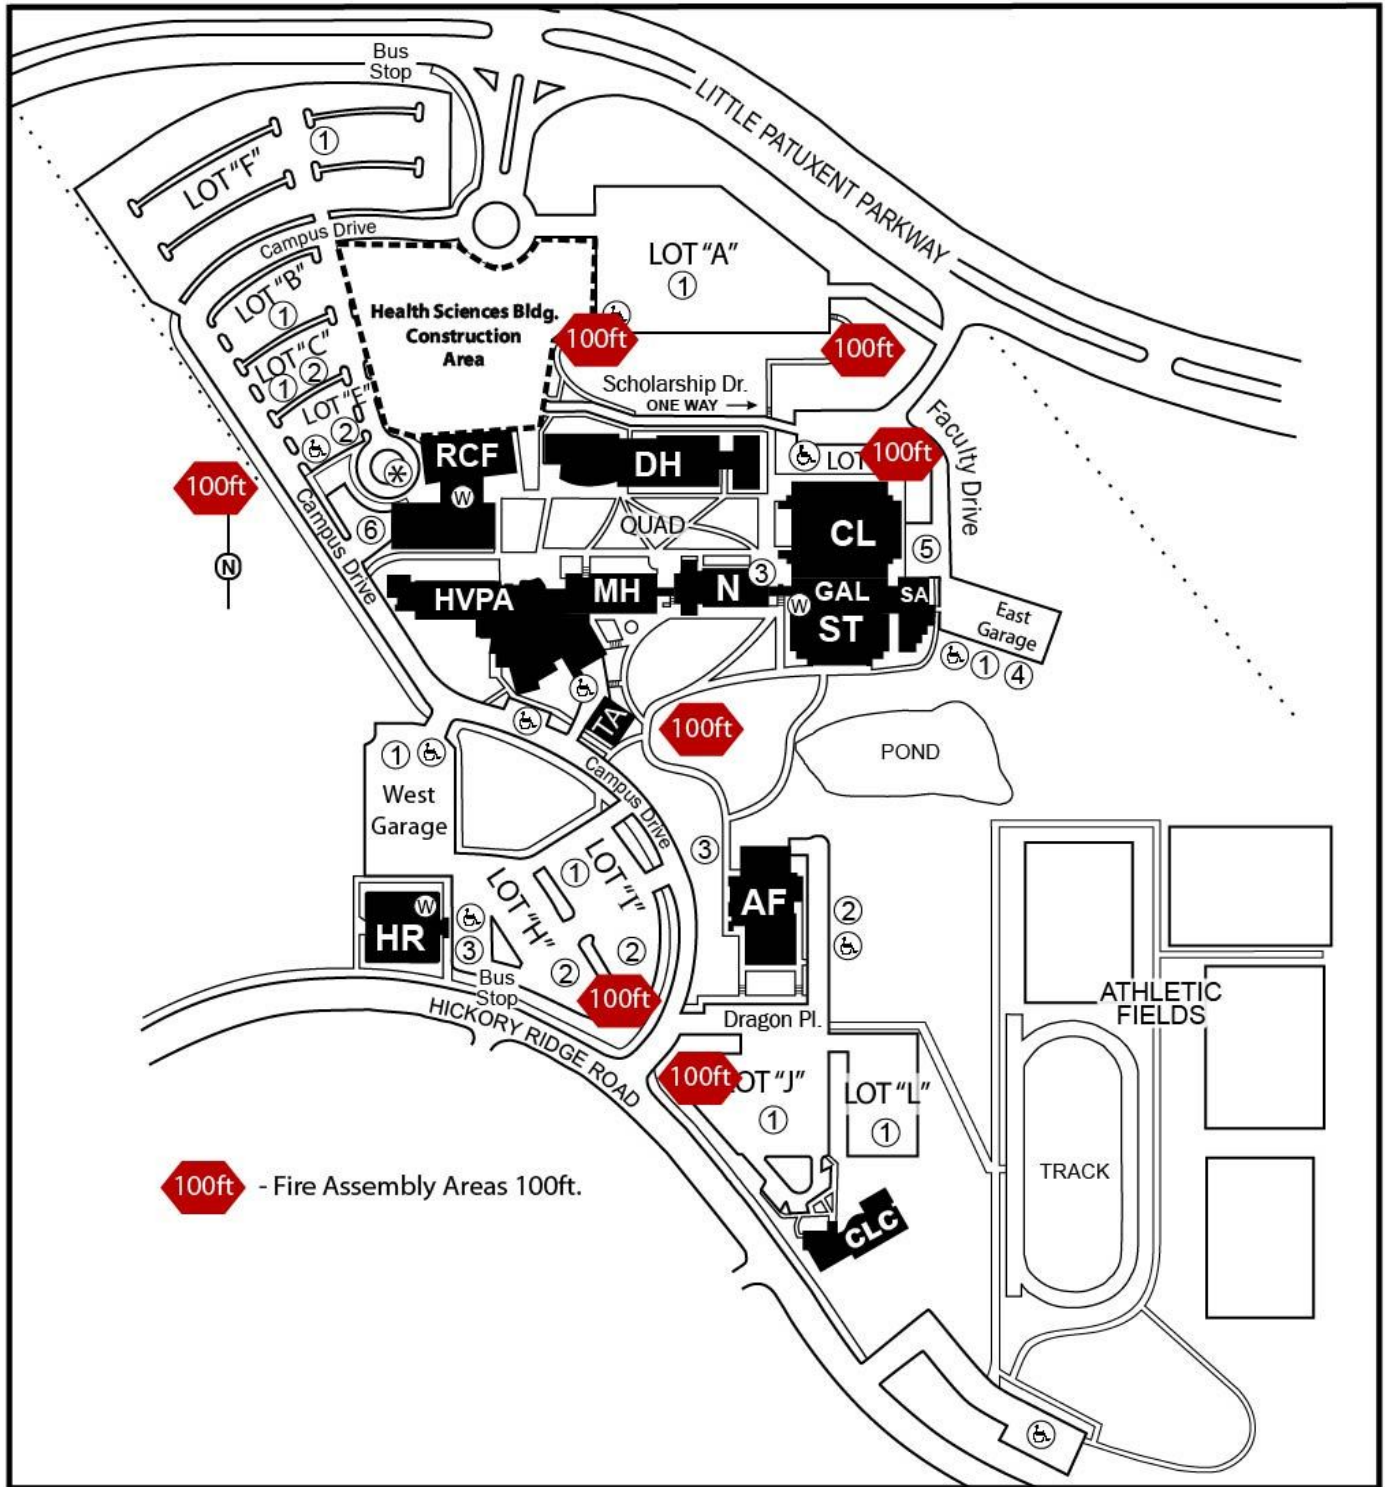 Bus
Stop
LITTLE PATUXENT PARKWAY
1
LOT "F"
Campus Drive
LOT "A"
1
LOT "B"
1
Health Sciences Bldg.
Construction
Area
100ft
100ft
LOT "C"
1 2
Scholarship Dr.
ONE WAY
2
Faculty Drive
100ft
LOT
RCF
DH
100ft
*
W
Campus Drive
6
QUAD
CL
5
N
3
HVPA
MH
N
GAL
SA
W
ST
East
Garage
1 4
TA
100ft
POND
1
West
Garage
Campus Drive
3
1
LOT "I"
LOT "H"
AF
W
HR
3
2
2
2
Bus
Stop
100ft
HICKORY RIDGE ROAD
Dragon Pl.
ATHLETIC
FIELDS
100ft
OT "J"
1
LOT "L"
1
TRACK
100ft - Fire Assembly Areas 100ft.
CLC